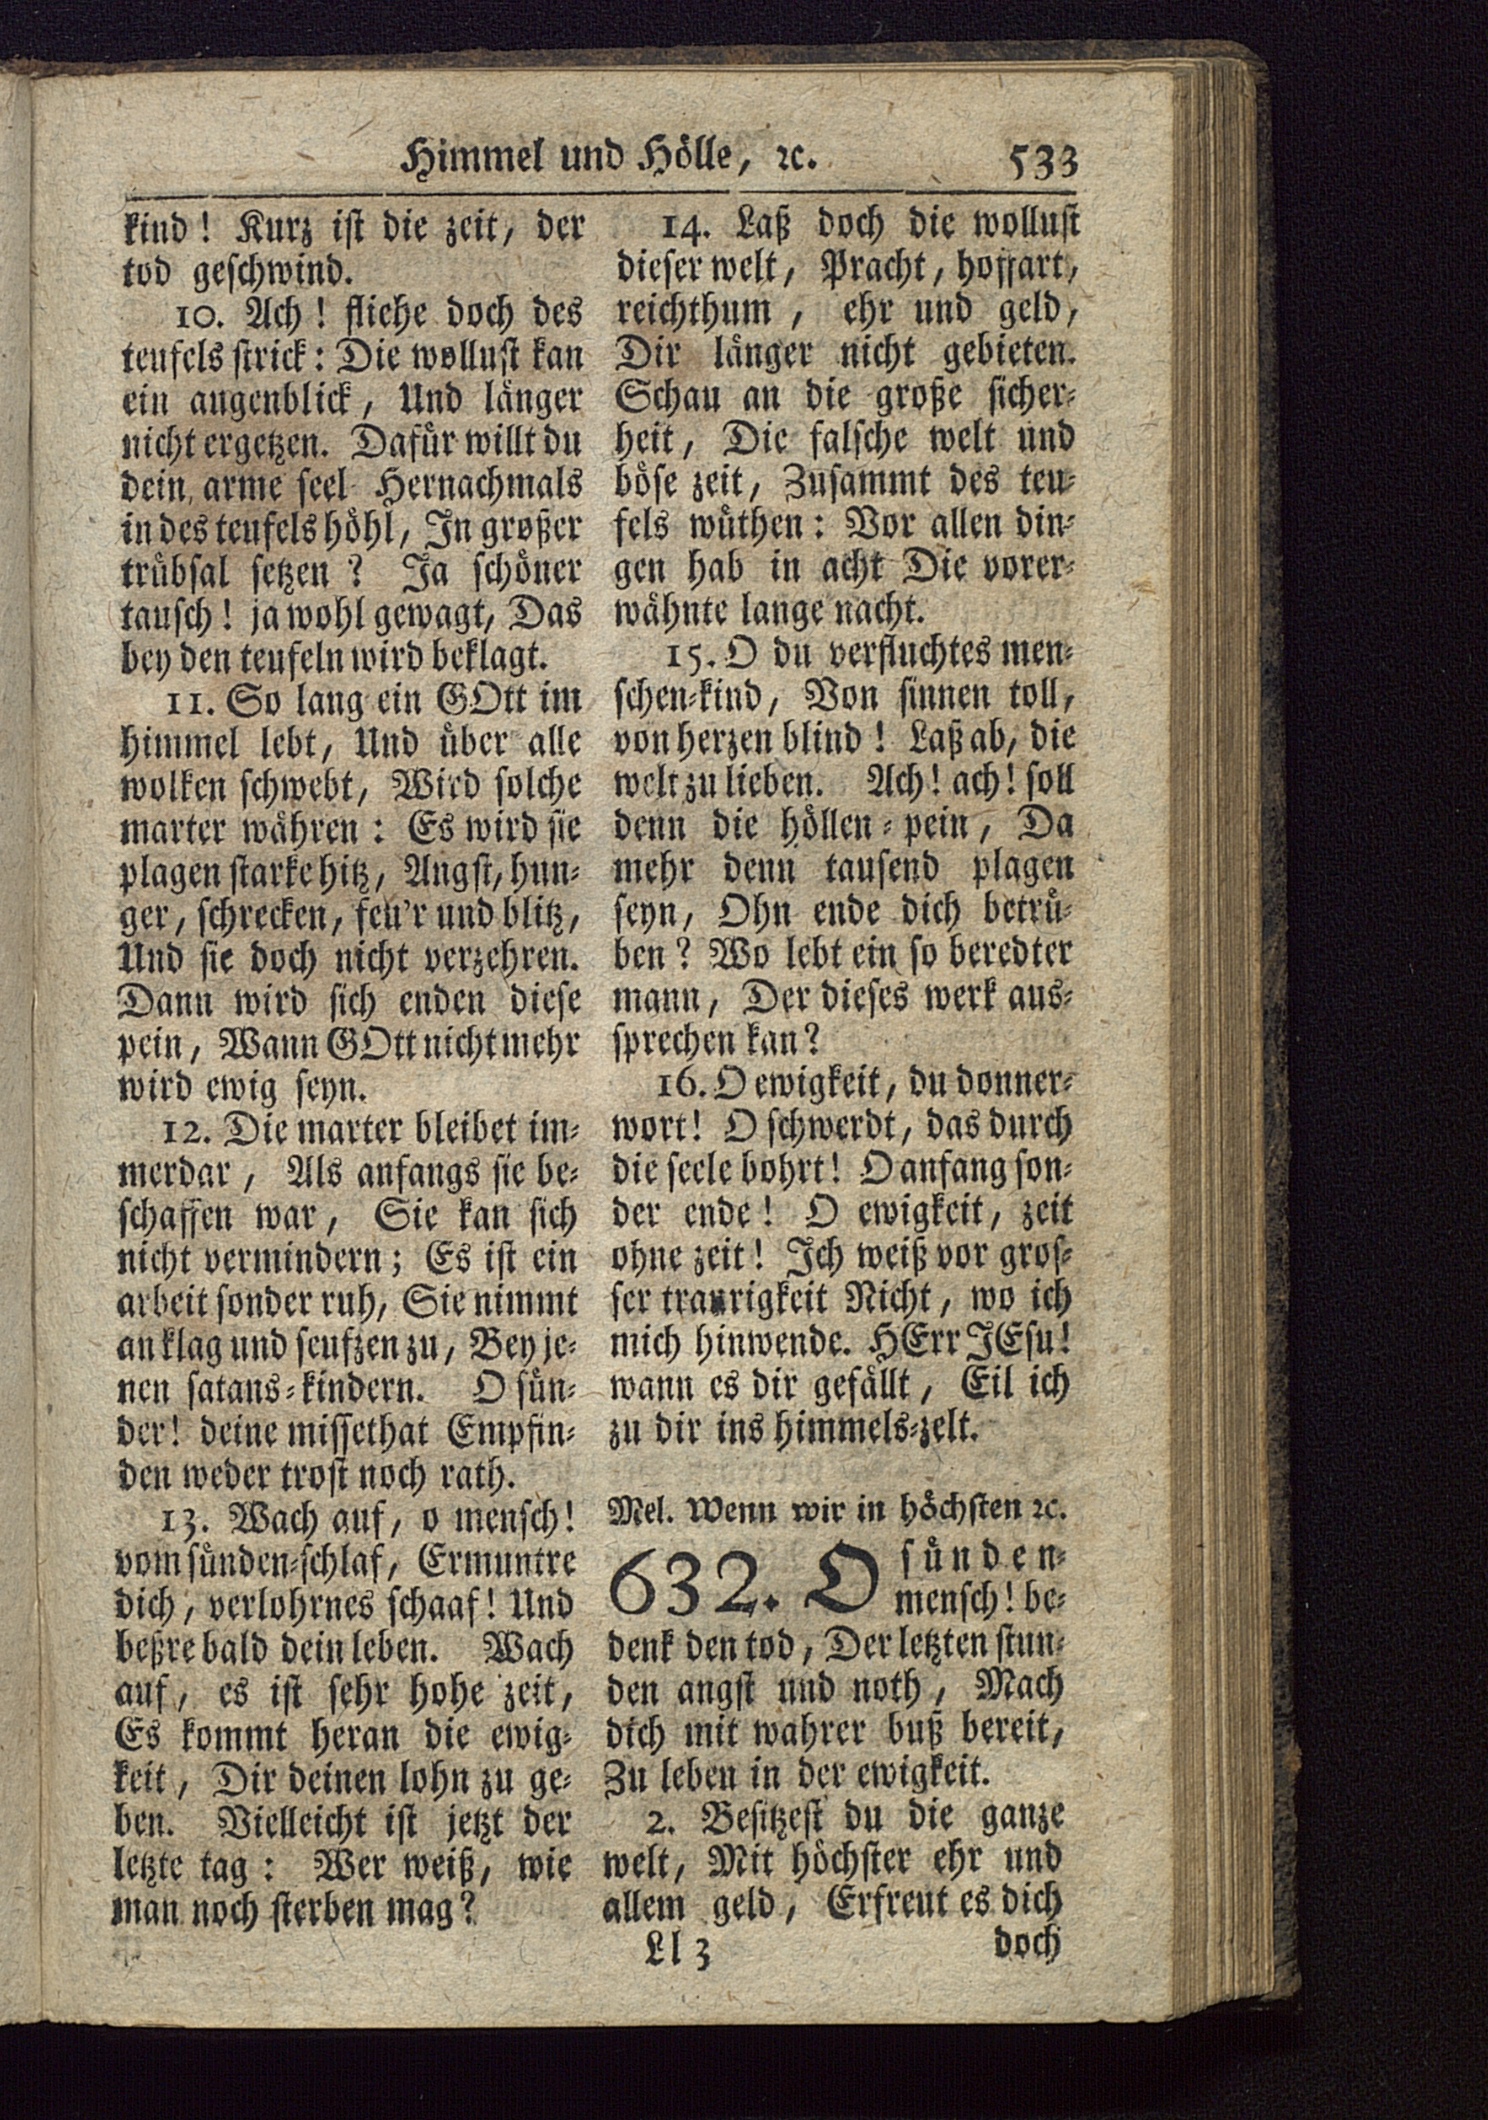 Himmel und Hölle, ꝛc. 533
kind! Kurz ist die zeit, der
tod geschwind.
10. Ach! fliehe doch des
teufels strick: Die wollust kan
ein augenblick, Und länger
nicht ergetzen. Dafür willt du
dein arme seel Hernachmals
in des teufels höhl, In großer
trübsal setzen? Ja schöner
tausch! ja wohl gewagt, Das
bey den teufeln wird beklagt.
11. So lang ein GOtt im
himmel lebt, Und über alle
wolken schwebt, Wird solche
marter währen: Es wird sie
plagen starke hitz, Angst, hun-
ger, schrecken, feu'r und blitz,
Und sie doch nicht verzehren.
Dann wird sich enden diese
pein, Wann GOtt nicht mehr
wird ewig seyn.
12. Die marter bleibet im-
merdar, Als anfangs sie be-
schaffen war, Sie kan sich
nicht vermindern; Es ist ein
arbeit sonder ruh, Sie nimmt
an klag und seufzen zu, Bey je-
nen satans-kindern. O sün-
der! deine missethat Empfin-
den weder trost noch rath.
13. Wach auf, o mensch!
vom sünden-schlaf, Ermuntre
dich, verlohrnes schaaf! Und
beßre bald dein leben. Wach
auf, es ist sehr hohe zeit,
Es kommt heran die ewig-
keit, Dir deinen lohn zu ge-
ben. Vielleicht ist jetzt der
letzte tag: Wer weiß, wie
man noch sterben mag?
14. Laß doch die wollust
dieser welt, Pracht, hoffart,
reichthum, ehr und geld,
Dir länger nicht gebieten.
Schau an die große sicher-
heit, Die falsche welt und
böse zeit, Zusammt des teu-
fels wüthen: Vor allen din-
gen hab in acht Die vorer-
wähnte lange nacht.
15. O du verfluchtes men-
schen-kind, Von sinnen toll,
von herzen blind! Laß ab, die
welt zu lieben. Ach! ach! soll
denn die höllen-pein, Da
mehr denn tausend plagen
seyn, Ohn ende dich betrü-
ben? Wo lebt ein so beredter
mann, Der dieses werk aus-
sprechen kan?
16. O ewigkeit, du donner-
wort! O schwerdt, das durch
die seele bohrt! O anfang son-
der ende! O ewigkeit, zeit
ohne zeit! Ich weiß vor gros-
ser traurigkeit Nicht, wo ich
mich hinwende. HErr JEsu!
wann es dir gefällt, Eil ich
zu dir ins himmels-zelt.
Mel. Wenn wir in höchsten ꝛc.
632. O sünden-
mensch! be-
denk den tod, Der letzten stun-
den angst und noth, Mach
dich mit wahrer buß bereit,
Zu leben in der ewigkeit.
2. Besitzest du die ganze
welt, Mit höchster ehr und
allem geld, Erfreut es dich
Ll 3 doch